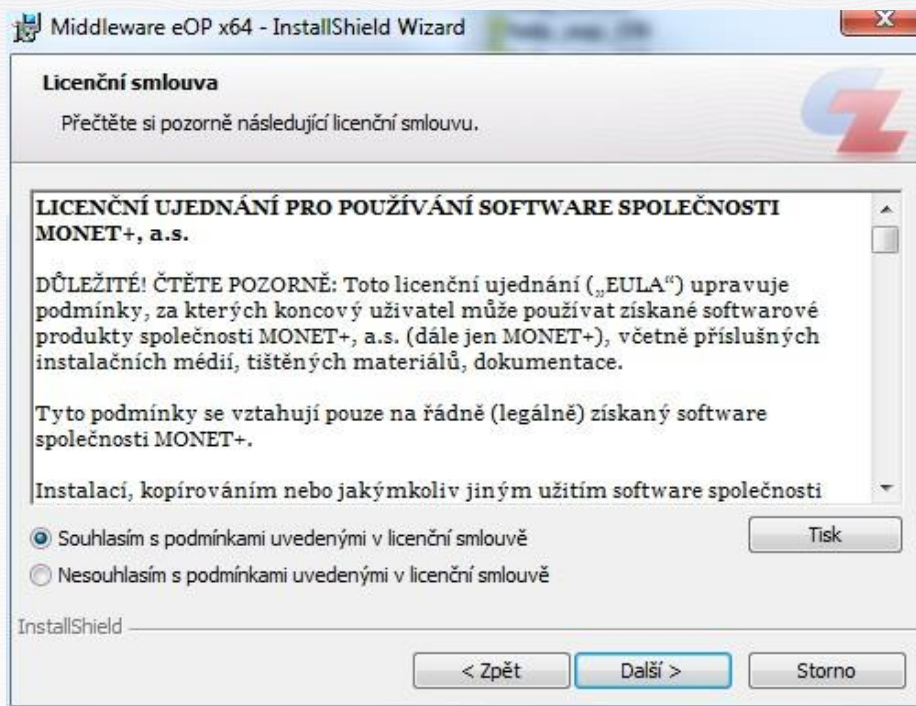 Middleware eOP x64 - InstallShield Wizard
Licenční smlouva
Přečtěte si pozorně následující licenční smlouvu.
LICENČNÍ UJEDNÁNÍ PRO POUŽÍVÁNÍ SOFTWARE SPOLEČNOSTI
MONET+, a.s.
DŮLEŽITÉ! ČTĚTE POZORNĚ: Toto licenční ujednání („EULA“) upravuje
podmínky, za kterých koncový uživatel může používat získané softwarové
produkty společnosti MONET+, a.s. (dále jen MONET+), včetně příslušných
instalačních médií, tištěných materiálů, dokumentace.
Tyto podmínky se vztahují pouze na řádně (legálně) získaný software
společnosti MONET+.
Instalací, kopírováním nebo jakýmkoliv jiným užitím software společnosti
Souhlasím s podmínkami uvedenými v licenční smlouvě
Tisk
Nesouhlasím s podmínkami uvedenými v licenční smlouvě
InstallShield
< Zpět
Další >
Storno